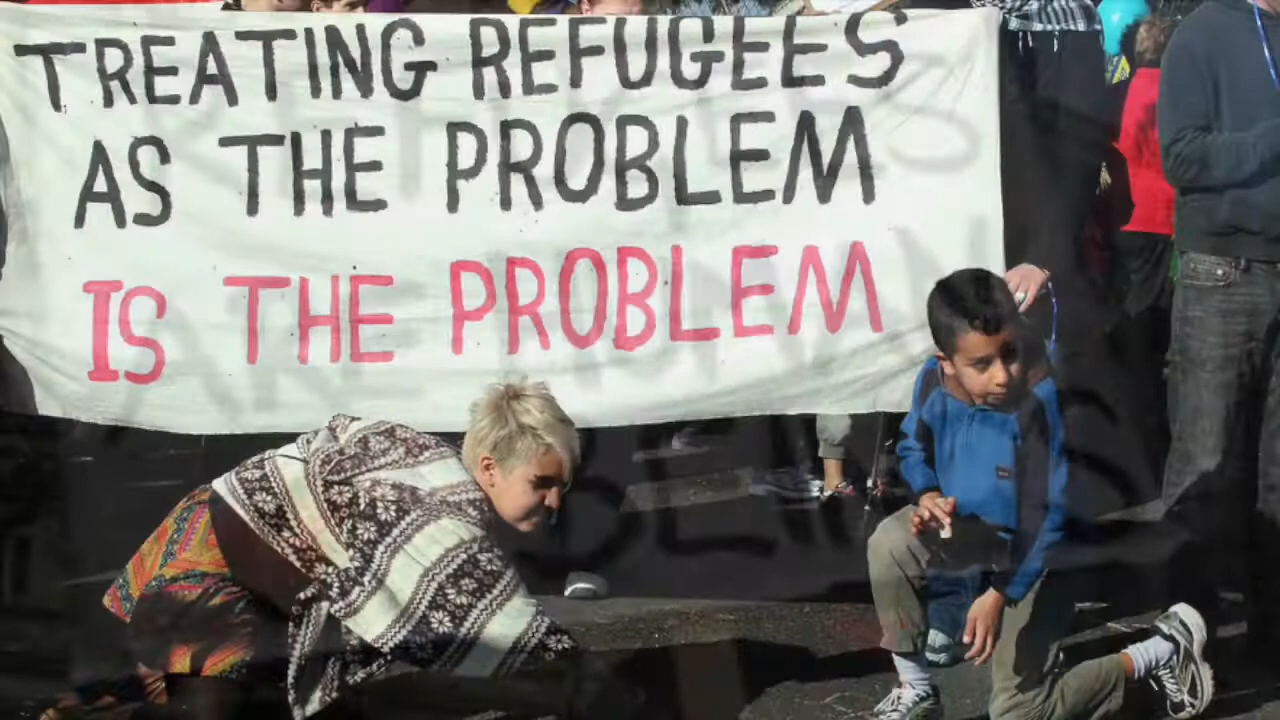 TREATING REFUGEES
AS THE PROBLEM
IS THE PROBLEM